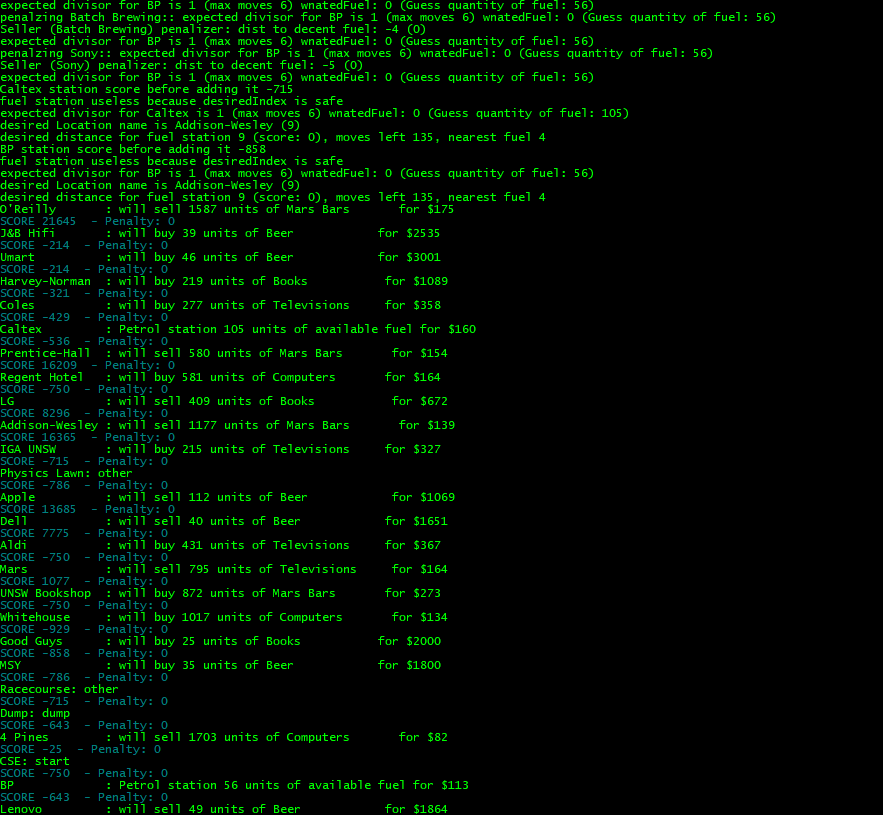 expected divisor for BP is 1 (max moves 6) wnatedFuel: 0 (Guess quantity of fuel: 56)
penalzing Batch Brewing:: expected divisor for BP is 1 (max moves 6) wnatedFuel: 0 (Guess quantity of fuel: 56)
Seller (Batch Brewing) penalizer: dist to decent fuel: -4 (0)
expected divisor for BP is 1 (max moves 6) wnatedFuel: 0 (Guess quantity of fuel: 56)
penalzing Sony:: expected divisor for BP is 1 (max moves 6) wnatedFuel: 0 (Guess quantity of fuel: 56)
Seller (Sony) penalizer: dist to decent fuel: -5 (0)
expected divisor for BP is 1 (max moves 6) wnatedFuel: 0 (Guess quantity of fuel: 56)
Caltex station score before adding it -715
fuel station useless because desiredIndex is safe
expected divisor for Caltex is 1 (max moves 6) wnatedFuel: 0 (Guess quantity of fuel: 105)
desired Location name is Addison-Wesley (9)
desired distance for fuel station 9 (score: 0), moves left 135, nearest fuel 4
BP station score before adding it -858
fuel station useless because desiredIndex is safe
expected divisor for BP is 1 (max moves 6) wnatedFuel: 0 (Guess quantity of fuel: 56)
desired Location name is Addison-Wesley (9)
desired distance for fuel station 9 (score: 0), moves left 135, nearest fuel 4
O'Reilly : will sell 1587 units of Mars Bars for $175
SCORE 21645 - Penalty: 0
J&B Hifi : will buy 39 units of Beer for $2535
SCORE -214 - Penalty: 0
Umart : will buy 46 units of Beer for $3001
SCORE -214 - Penalty: 0
Harvey-Norman : will buy 219 units of Books for $1089
SCORE -321 - Penalty: 0
Coles : will buy 277 units of Televisions for $358
SCORE -429 - Penalty: 0
Caltex : Petrol station 105 units of available fuel for $160
SCORE -536 - Penalty: 0
Prentice-Hall : will sell 580 units of Mars Bars for $154
SCORE 16209 - Penalty: 0
Regent Hotel : will buy 581 units of Computers for $164
SCORE -750 - Penalty: 0
LG : will sell 409 units of Books for $672
SCORE 8296 - Penalty: 0
Addison-Wesley : will sell 1177 units of Mars Bars for $139
SCORE 16365 - Penalty: 0
IGA UNSW : will buy 215 units of Televisions for $327
SCORE -715 - Penalty: 0
Physics Lawn: other
SCORE -786 - Penalty: 0
Apple : will sell 112 units of Beer for $1069
SCORE 13685 - Penalty: 0
Dell : will sell 40 units of Beer for $1651
SCORE 7775 - Penalty: 0
Aldi : will buy 431 units of Televisions for $367
SCORE -750 - Penalty: 0
Mars : will sell 795 units of Televisions for $164
SCORE 1077 - Penalty: 0
UNSW Bookshop : will buy 872 units of Mars Bars for $273
SCORE -750 - Penalty: 0
Whitehouse : will buy 1017 units of Computers for $134
SCORE -929 - Penalty: 0
Good Guys : will buy 25 units of Books for $2000
SCORE -858 - Penalty: 0
MSY : will buy 35 units of Beer for $1800
SCORE -786 - Penalty: 0
Racecourse: other
SCORE -715 - Penalty: 0
Dump: dump
SCORE -643 - Penalty: 0
4 Pines : will sell 1703 units of Computers for $82
SCORE -25 - Penalty: 0
CSE: start
SCORE -750 - Penalty: 0
BP : Petrol station 56 units of available fuel for $113
SCORE -643 - Penalty: 0
Lenovo : will sell 49 units of Beer for $1864